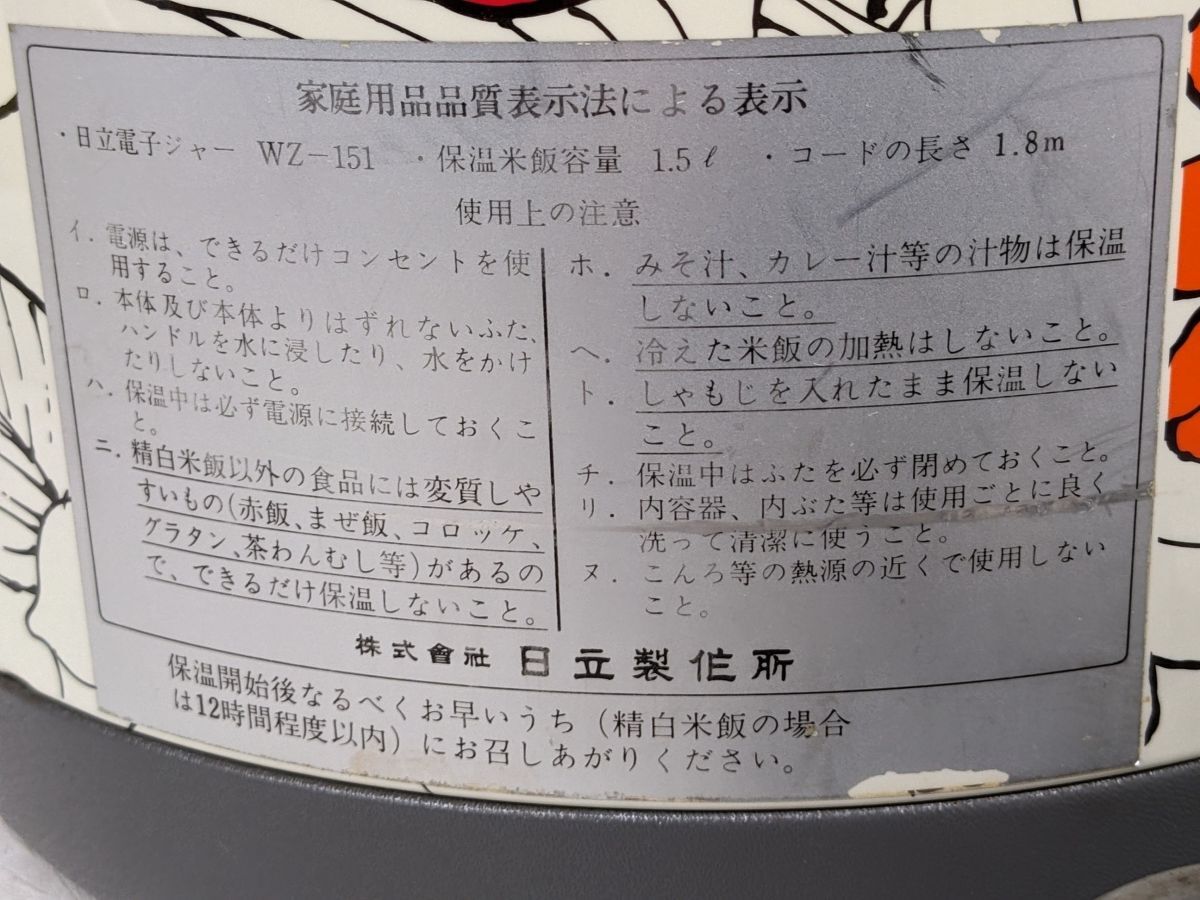 家庭用品品質表示法による表示
・日立電子ジャー WZ-151 ・保温米飯容量 1.5ℓ ・コードの長さ 1.8m
使用上の注意
イ. 電源は、できるだけコンセントを使
用すること。
ロ. 本体及び本体よりはずれないふた、
ハンドルを水に浸したり、水をかけ
たりしないこと。
ハ. 保温中は必ず電源に接続しておくこ
と。
ニ. 精白米飯以外の食品には変質しや
すいもの(赤飯、まぜ飯、コロッケ、
グラタン、茶わんむし等)があるの
で、できるだけ保温しないこと。
ホ. みそ汁、カレー汁等の汁物は保温
しないこと。
ヘ. 冷えた米飯の加熱はしないこと。
ト. しゃもじを入れたまま保温しない
こと。
チ. 保温中はふたを必ず閉めておくこと。
リ. 内容器、内ぶた等は使用ごとに良く
洗って清潔に使うこと。
ヌ. こんろ等の熱源の近くで使用しない
こと。
株式會社 日立製作所
保温開始後なるべくお早いうち（精白米飯の場合
は12時間程度以内）にお召しあがりください。